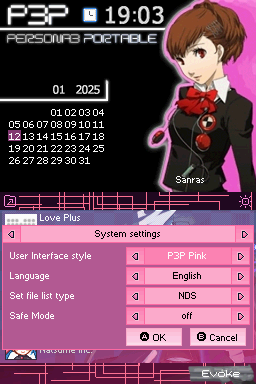 P3P
19:03
PERSONA3 PORTABLE
01 2025
01 02 03 04
05 06 07 08 09 10 11
12 13 14 15 16 17 18
19 20 21 22 23 24 25
26 27 28 29 30 31
Sanras
Love Plus
System settings
User Interface style P3P Pink
Language English
Set file list type NDS
Safe Mode off
A OK B Cancel
Natsume Inc.
Evoke